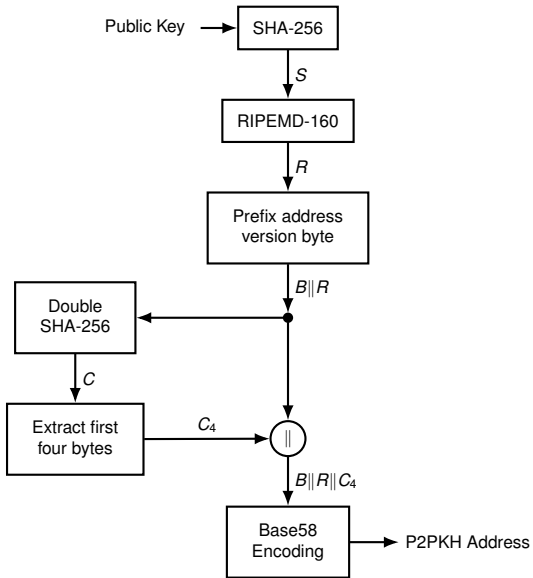 Public Key
SHA-256
S
RIPEMD-160
R
Prefix address
version byte
B||R
Double
SHA-256
C
Extract first
four bytes
C₄
||
B||R||C₄
Base58
Encoding
P2PKH Address